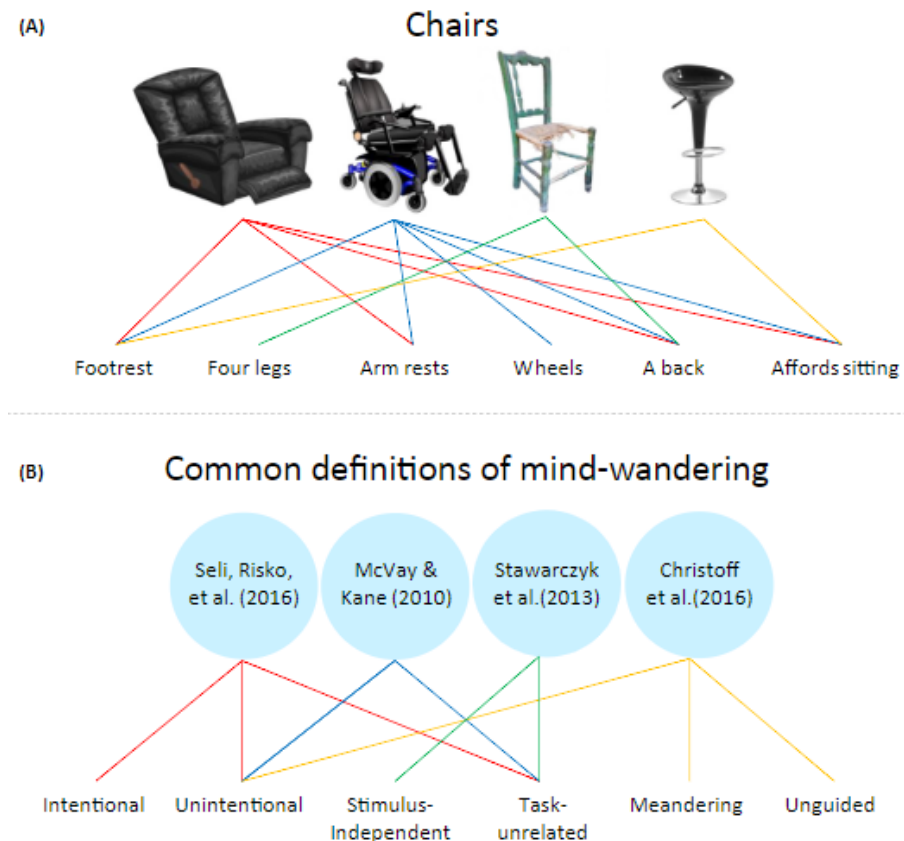 (A)
Chairs
Footrest
Four legs
Arm rests
Wheels
A back
Affords sitting
(B)
Common definitions of mind-wandering
Seli, Risko,
et al. (2016)
McVay &
Kane (2010)
Stawarczyk
et al.(2013)
Christoff
et al.(2016)
Intentional
Unintentional
Stimulus-
Independent
Task-
unrelated
Meandering
Unguided